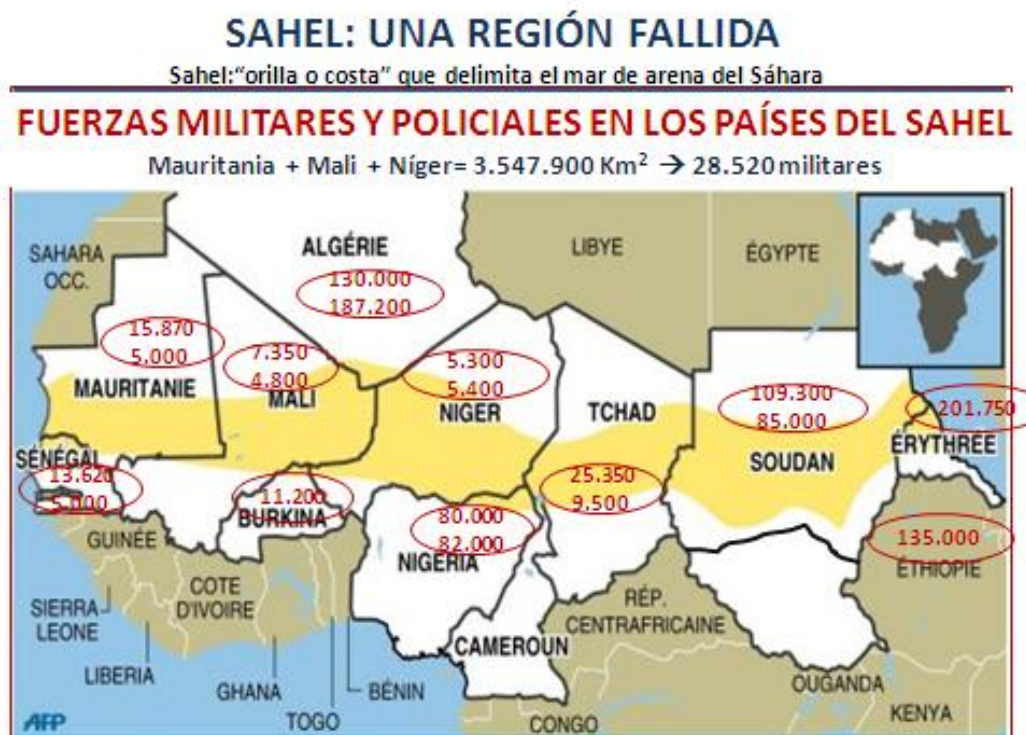 SAHEL: UNA REGIÓN FALLIDA
Sahel:“orilla o costa” que delimita el mar de arena del Sáhara
FUERZAS MILITARES Y POLICIALES EN LOS PAÍSES DEL SAHEL
Mauritania + Mali + Níger= 3.547.900 Km² → 28.520 militares
SAHARA
OCC.
ALGÉRIE
130.000
187.200
LIBYE
ÉGYPTE
15.870
5.000
MAURITANIE
7.350
4.800
MALI
5.300
5.400
NIGER
TCHAD
109.300
85.000
SOUDAN
201.750
ÉRYTHRÉE
SÉNÉGAL
13.620
5.000
11.200
BURKINA
80.000
82.000
NIGERIA
25.350
9.500
135.000
ÉTHIOPIE
GUINÉE
SIERRA
LEONE
LIBERIA
COTE
D'IVOIRE
GHANA
TOGO
BÉNIN
CAMEROUN
RÉP.
CENTRAFRICAINE
CONGO
OUGANDA
KENYA
AFP